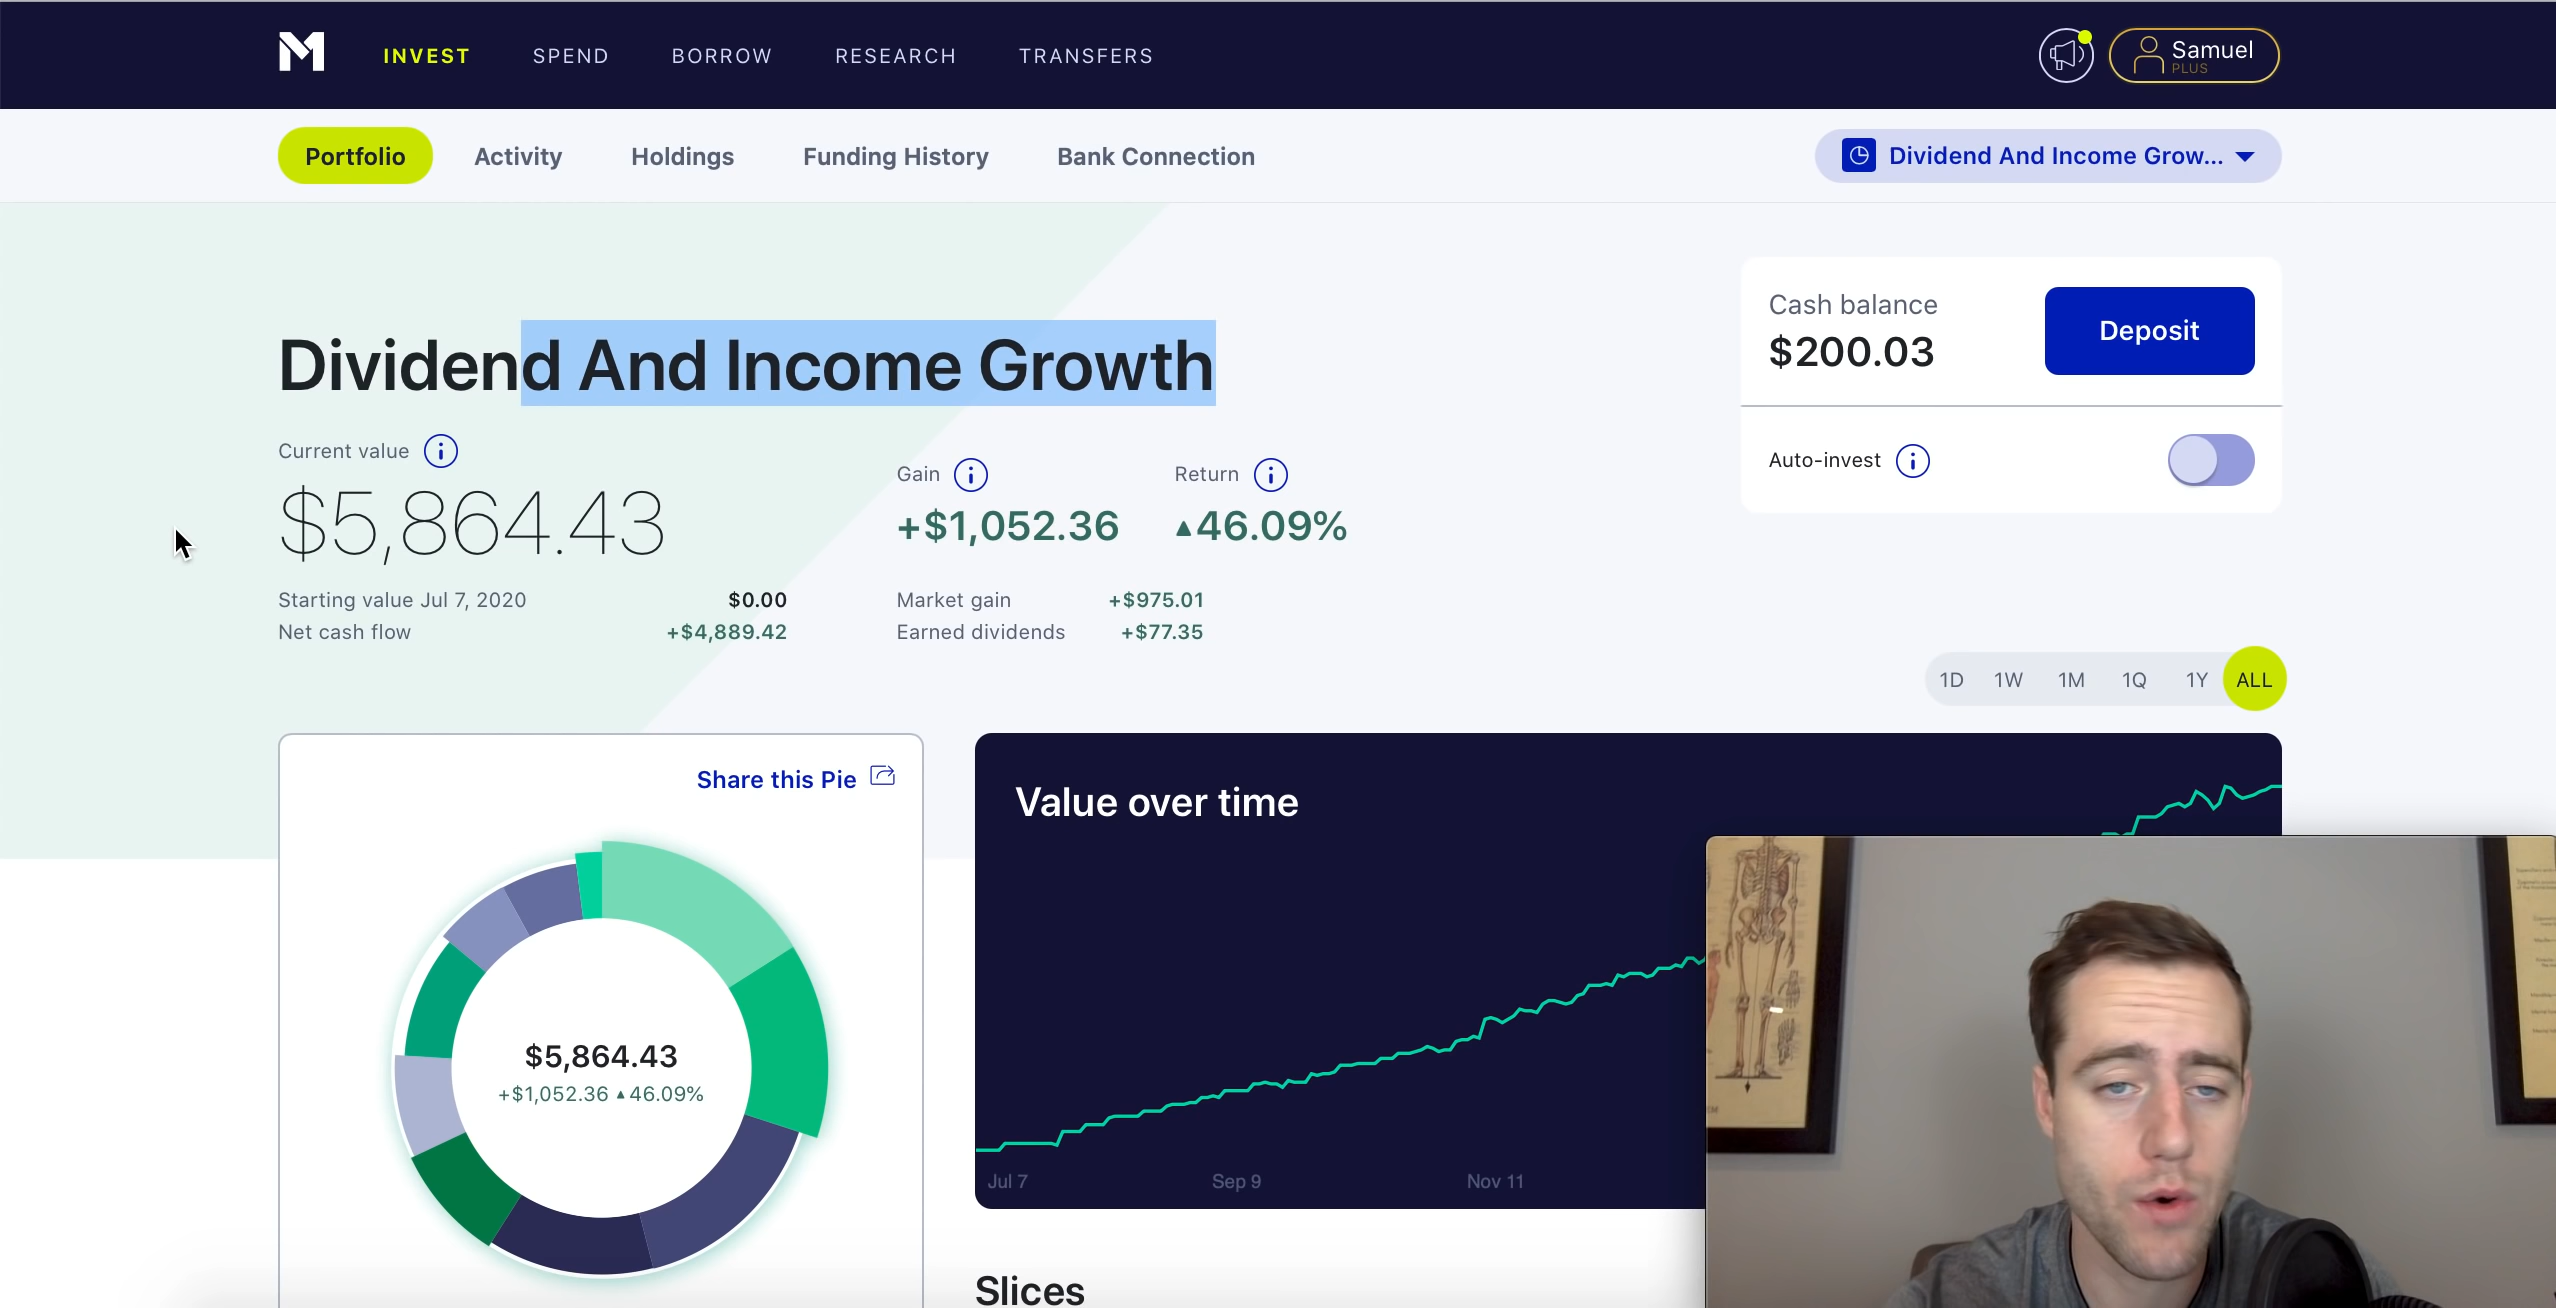 INVEST SPEND BORROW RESEARCH TRANSFERS Samuel
PLUS
Portfolio Activity Holdings Funding History Bank Connection Dividend And Income Grow...
Dividend And Income Growth
Cash balance
$200.03
Deposit
Auto-invest
Current value
$5,864.43
Gain Return
+$1,052.36 ▲46.09%
Starting value Jul 7, 2020 $0.00
Net cash flow +$4,889.42
Market gain +$975.01
Earned dividends +$77.35
1D 1W 1M 1Q 1Y ALL
Share this Pie
$5,864.43
+$1,052.36 ▲46.09%
Value over time
Jul 7 Sep 9 Nov 11
Slices